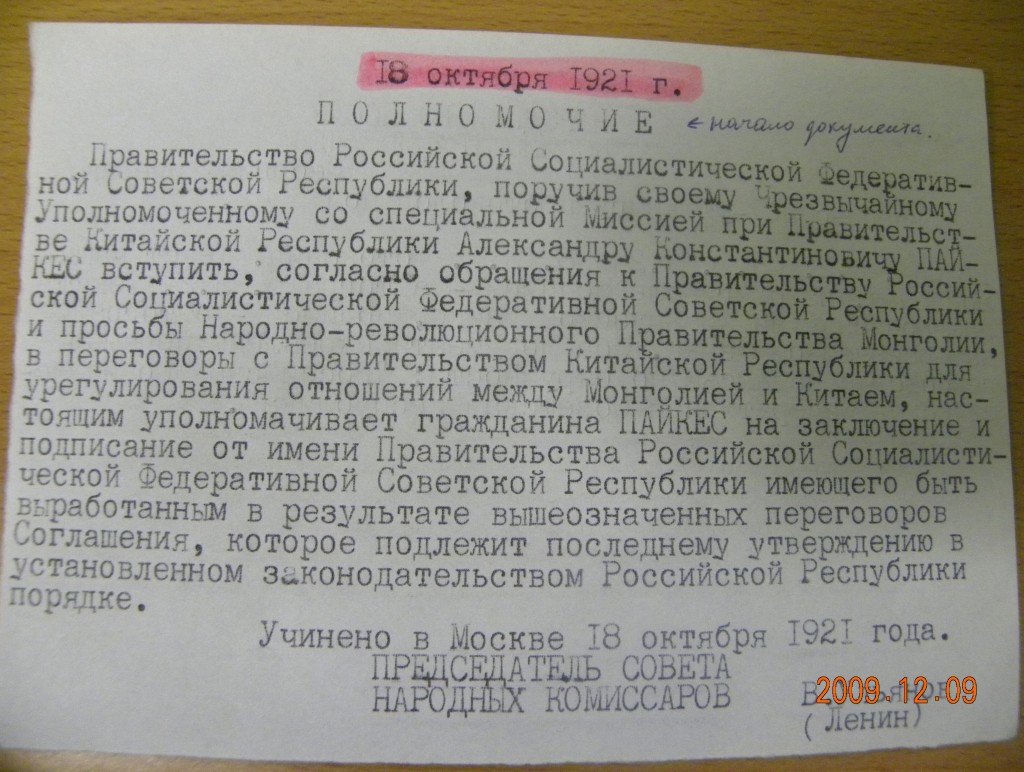 18 октября 1921 г.
ПОЛНОМОЧИЕ ← начало документа.
Правительство Российской Социалистической Федератив-
ной Советской Республики, поручив своему Чрезвычайному
Уполномоченному со специальной Миссией при Правительст-
ве Китайской Республики Александру Константиновичу ПАЙ-
КЕС вступить, согласно обращения к Правительству Россий-
ской Социалистической Федеративной Советской Республики
и просьбы Народно-революционного Правительства Монголии,
в переговоры с Правительством Китайской Республики для
урегулирования отношений между Монголией и Китаем, нас-
тоящим уполномачивает гражданина ПАЙКЕС на заключение и
подписание от имени Правительства Российской Социалисти-
ческой Федеративной Советской Республики имеющего быть
выработанным в результате вышеозначенных переговоров
Соглашения, которое подлежит последнему утверждению в
установленном законодательством Российской Республики
порядке.
Учинено в Москве 18 октября 1921 года.
ПРЕДСЕДАТЕЛЬ СОВЕТА
НАРОДНЫХ КОМИССАРОВ
(Ленин)
2009.12.09